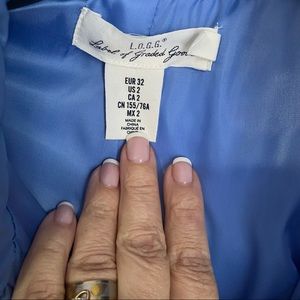 L.O.G.G.®
Label of Graded Goo
EUR 32
US 2
CA 2
CN 155/76A
MX 2
MADE IN
CHINA
FABRIQUÉ EN